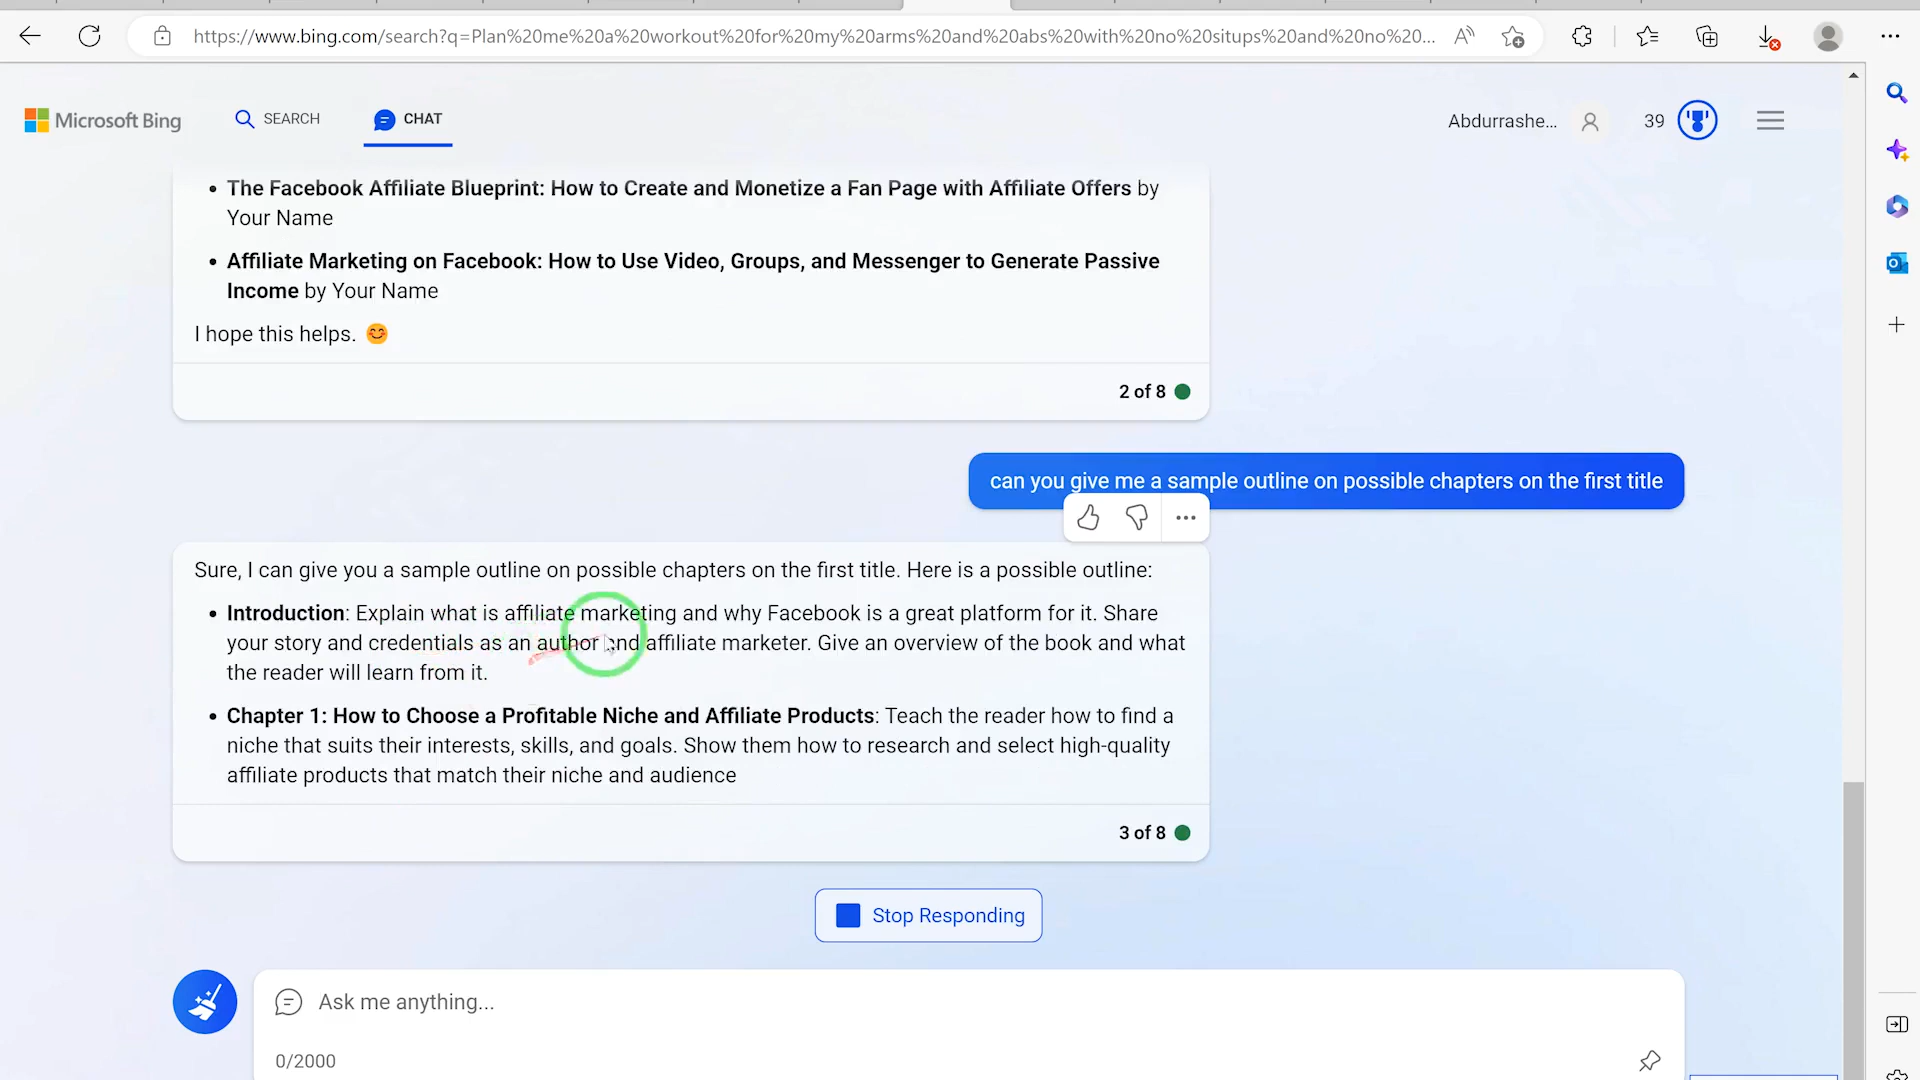 https://www.bing.com/search?q=Plan%20me%20a%20workout%20for%20my%20arms%20and%20abs%20with%20no%20situps%20and%20no%20...
Microsoft Bing
SEARCH
CHAT
Abdurrashe...
39
• The Facebook Affiliate Blueprint: How to Create and Monetize a Fan Page with Affiliate Offers by
Your Name
• Affiliate Marketing on Facebook: How to Use Video, Groups, and Messenger to Generate Passive
Income by Your Name
I hope this helps. 😊
2 of 8
can you give me a sample outline on possible chapters on the first title
Sure, I can give you a sample outline on possible chapters on the first title. Here is a possible outline:
• Introduction: Explain what is affiliate marketing and why Facebook is a great platform for it. Share
your story and credentials as an author and affiliate marketer. Give an overview of the book and what
the reader will learn from it.
• Chapter 1: How to Choose a Profitable Niche and Affiliate Products: Teach the reader how to find a
niche that suits their interests, skills, and goals. Show them how to research and select high-quality
affiliate products that match their niche and audience
3 of 8
Stop Responding
Ask me anything...
0/2000